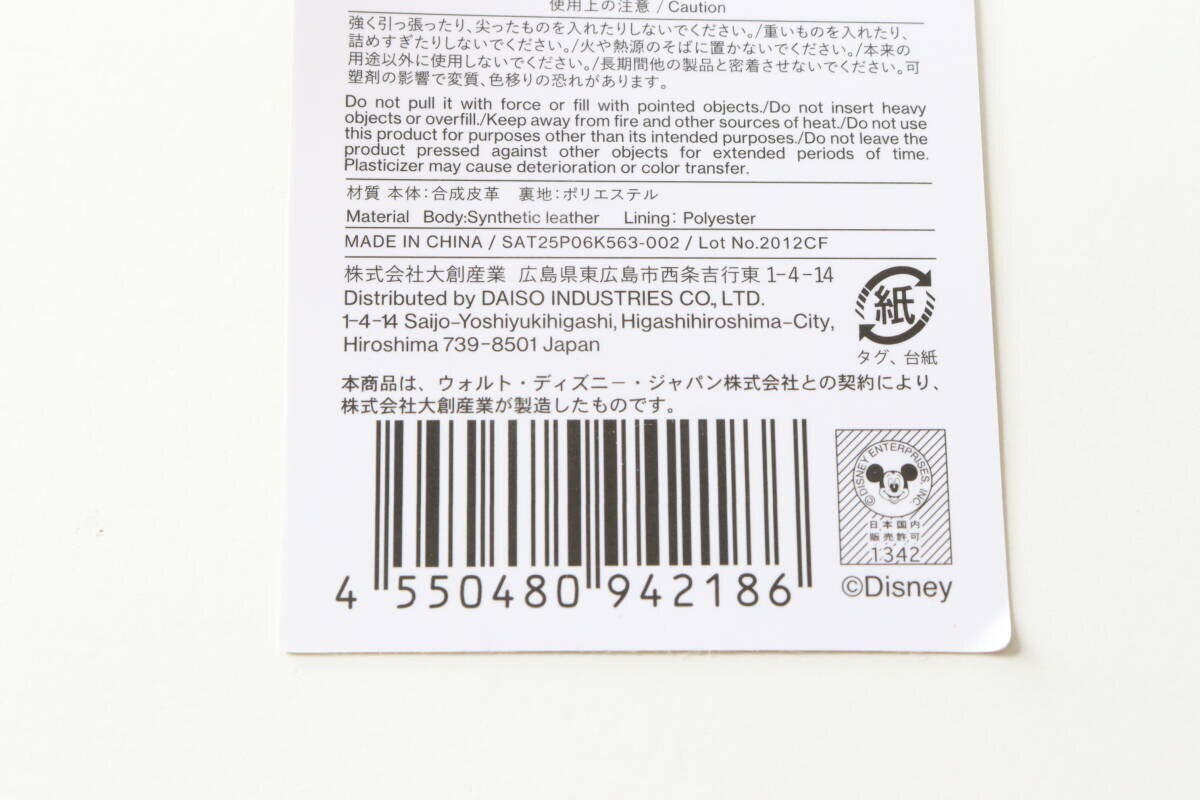 使用上の注意 / Caution
強く引っ張ったり、尖ったものを入れたりしないでください。/重いものを入れたり、
詰めすぎたりしないでください。/火や熱源のそばに置かないでください。/本来の
用途以外に使用しないでください。/長期間他の製品と密着させないでください。可
塑剤の影響で変質、色移りの恐れがあります。
Do not pull it with force or fill with pointed objects./Do not insert heavy
objects or overfill./Keep away from fire and other sources of heat./Do not use
this product for purposes other than its intended purposes./Do not leave the
product pressed against other objects for extended periods of time.
Plasticizer may cause deterioration or color transfer.
材質 本体:合成皮革 裏地:ポリエステル
Material Body:Synthetic leather Lining: Polyester
MADE IN CHINA / SAT25P06K563-002 / Lot No.2012CF
株式会社大創産業 広島県東広島市西条吉行東 1-4-14
Distributed by DAISO INDUSTRIES CO., LTD.
1-4-14 Saijo-Yoshiyukihigashi, Higashihiroshima-City,
Hiroshima 739-8501 Japan
紙
タグ、台紙
本商品は、ウォルト・ディズニー・ジャパン株式会社との契約により、
株式会社大創産業が製造したものです。
4 550480 942186
©DISNEY ENTERPRISES, INC.
日本国内
販売許可
1342
©Disney